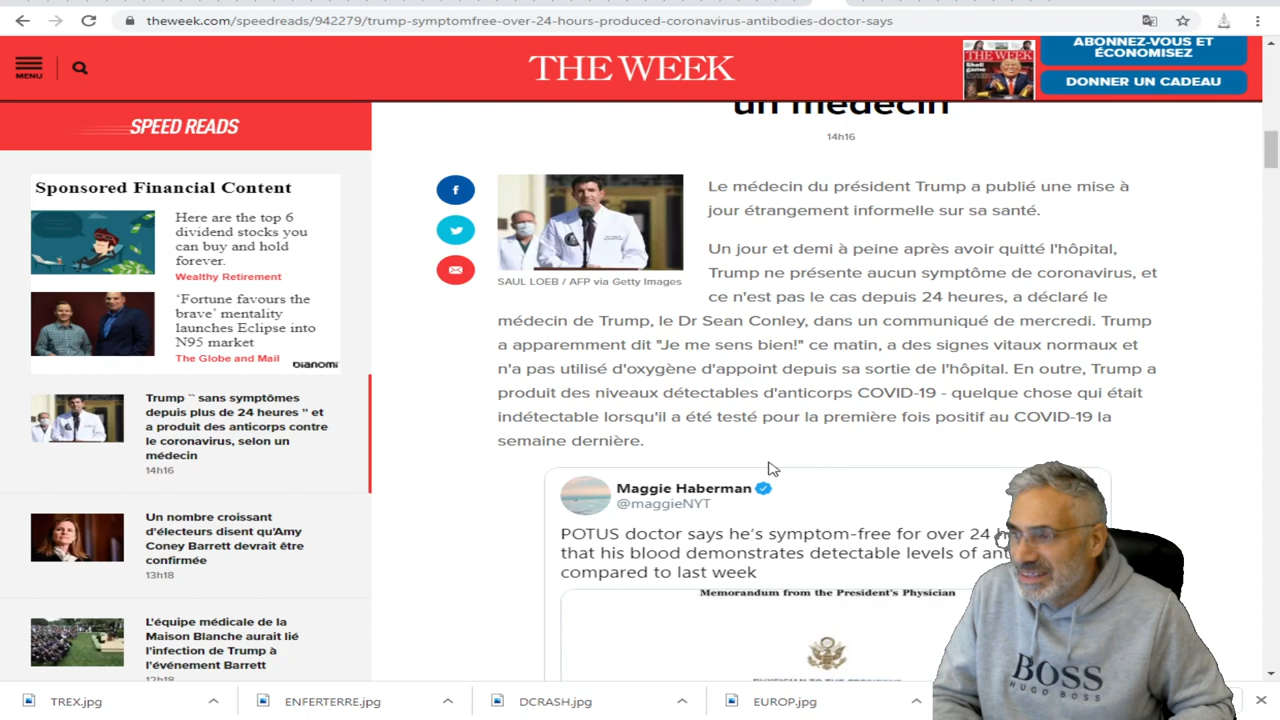 theweek.com/speedreads/942279/trump-symptomfree-over-24-hours-produced-coronavirus-antibodies-doctor-says
MENU
THE WEEK
THE WEEK
ABONNEZ-VOUS ET
ÉCONOMISEZ
DONNER UN CADEAU
SPEED READS
Sponsored Financial Content
Here are the top 6
dividend stocks you
can buy and hold
forever.
Wealthy Retirement
‘Fortune favours the
brave’ mentality
launches Eclipse into
N95 market
The Globe and Mail
bianomi
Trump `` sans symptômes
depuis plus de 24 heures '' et
a produit des anticorps contre
le coronavirus, selon un
médecin
14h16
Un nombre croissant
d'électeurs disent qu'Amy
Coney Barrett devrait être
confirmée
13h18
L'équipe médicale de la
Maison Blanche aurait lié
l'infection de Trump à
l'événement Barrett
12h18
un médecin
14h16
SAUL LOEB / AFP via Getty Images
Le médecin du président Trump a publié une mise à
jour étrangement informelle sur sa santé.
Un jour et demi à peine après avoir quitté l'hôpital,
Trump ne présente aucun symptôme de coronavirus, et
ce n'est pas le cas depuis 24 heures, a déclaré le
médecin de Trump, le Dr Sean Conley, dans un communiqué de mercredi. Trump
a apparemment dit "Je me sens bien!" ce matin, a des signes vitaux normaux et
n'a pas utilisé d'oxygène d'appoint depuis sa sortie de l'hôpital. En outre, Trump a
produit des niveaux détectables d'anticorps COVID-19 - quelque chose qui était
indétectable lorsqu'il a été testé pour la première fois positif au COVID-19 la
semaine dernière.
Maggie Haberman
@maggieNYT
POTUS doctor says he's symptom-free for over 24
that his blood demonstrates detectable levels of
compared to last week
Memorandum from the President's Physician
BOSS
HUGO BOSS
TREX.jpg
ENFERTERRE.jpg
DCRASH.jpg
EUROP.jpg